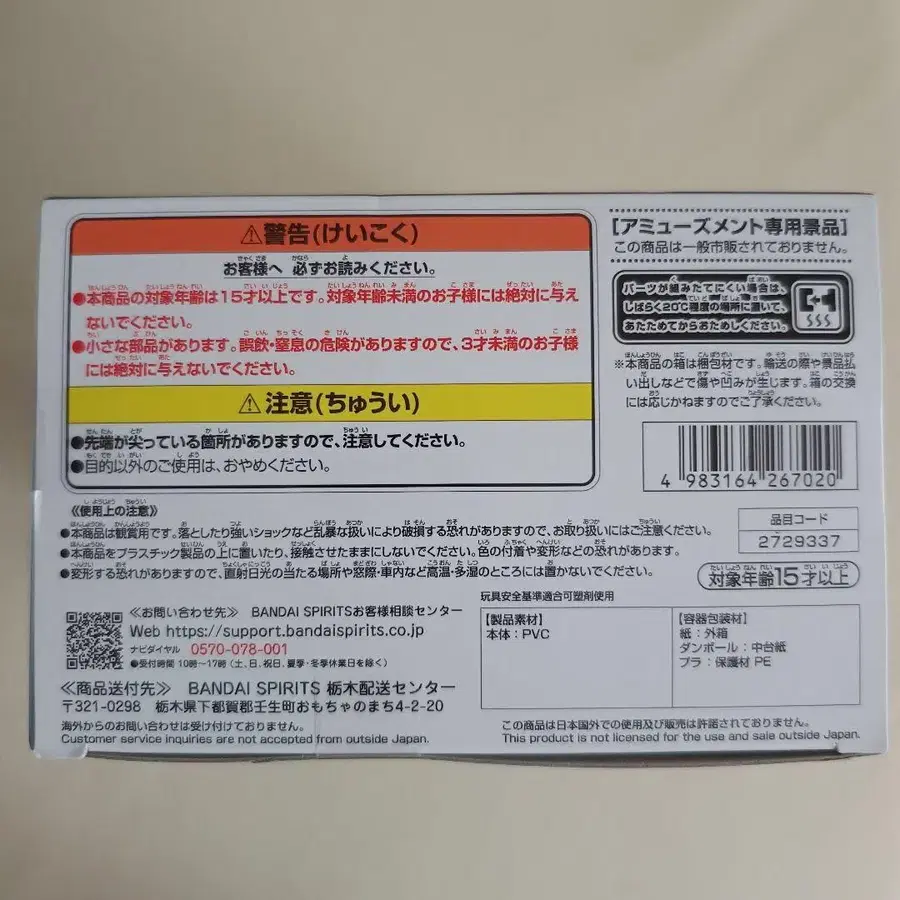 ⚠警告(けいこく)
お客様へ 必ずお読みください。
●本商品の対象年齢は15才以上です。対象年齢未満のお子様には絶対に与え
ないでください。
●小さな部品があります。誤飲・窒息の危険がありますので、3才未満のお子様
には絶対に与えないでください。
⚠注意(ちゅうい)
●先端が尖っている箇所がありますので、注意してください。
●目的以外のご使用は、おやめください。
[アミューズメント専用景品]
この商品は一般市販されておりません。
パーツが組みたてにくい場合は、
しばらく20℃程度の場所に置いて、
あたためてからおためしください。
※本商品の箱は梱包材です。輸送の際や景品払
い出しなどで傷や凹みが生じます。箱の交換
には応じかねますのでご了承ください。
4 983164 267020
品目コード
2729337
対象年齢15才以上
≪使用上の注意≫
●本商品は観賞用です。落としたり強いショックなど乱暴な扱いにより破損する恐れがありますので、お取り扱いにはご注意ください。
●本商品をプラスチック製品の上に置いたり、接触させたままにしないでください。色の付着や変形などの恐れがあります。
●変形する恐れがありますので、直射日光の当たる場所や窓際・車内など高温・多湿のところには置かないでください。
≪お問い合わせ先≫ BANDAI SPIRITSお客様相談センター
Web https://support.bandaispirits.co.jp
ナビダイヤル 0570-078-001
●受付時間 10時〜17時(土、日、祝日、夏季・冬季休業日を除く)
≪商品送付先≫ BANDAI SPIRITS 栃木配送センター
〒321-0298 栃木県下都賀郡壬生町おもちゃのまち4-2-20
海外からのお問い合わせは受け付けておりません。
Customer service inquiries are not accepted from outside Japan.
玩具安全基準適合可塑剤使用
【製品素材】
本体:PVC
【容器包装材】
紙:外箱
ダンボール:中台紙
プラ:保護材 PE
この商品は日本国外での使用及び販売は許諾されておりません。
This product is not licensed for the use and sale outside Japan.